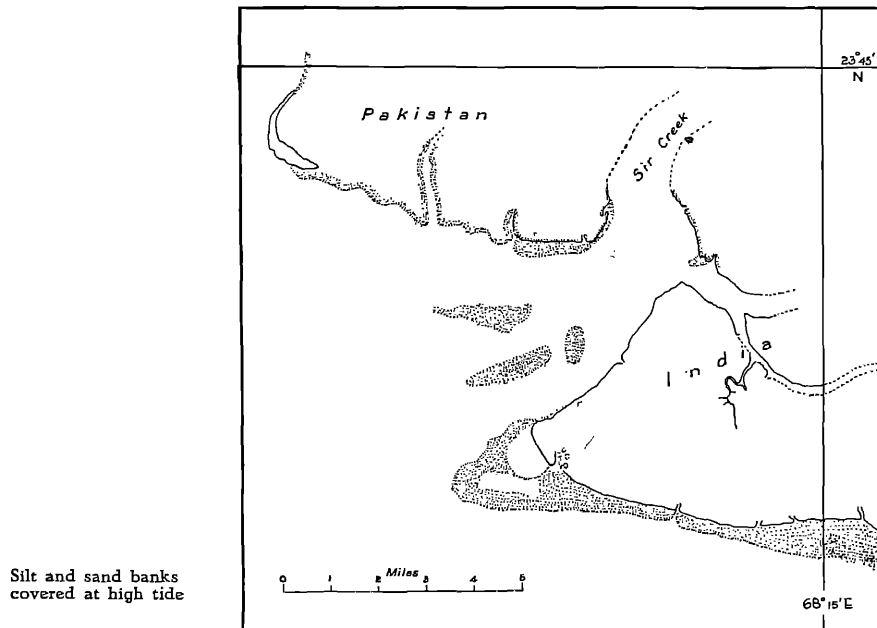 23°45'
N
Pakistan
Sir Creek
India
Silt and sand banks
covered at high tide
Miles
0 1 2 3 4 5
68°15'E